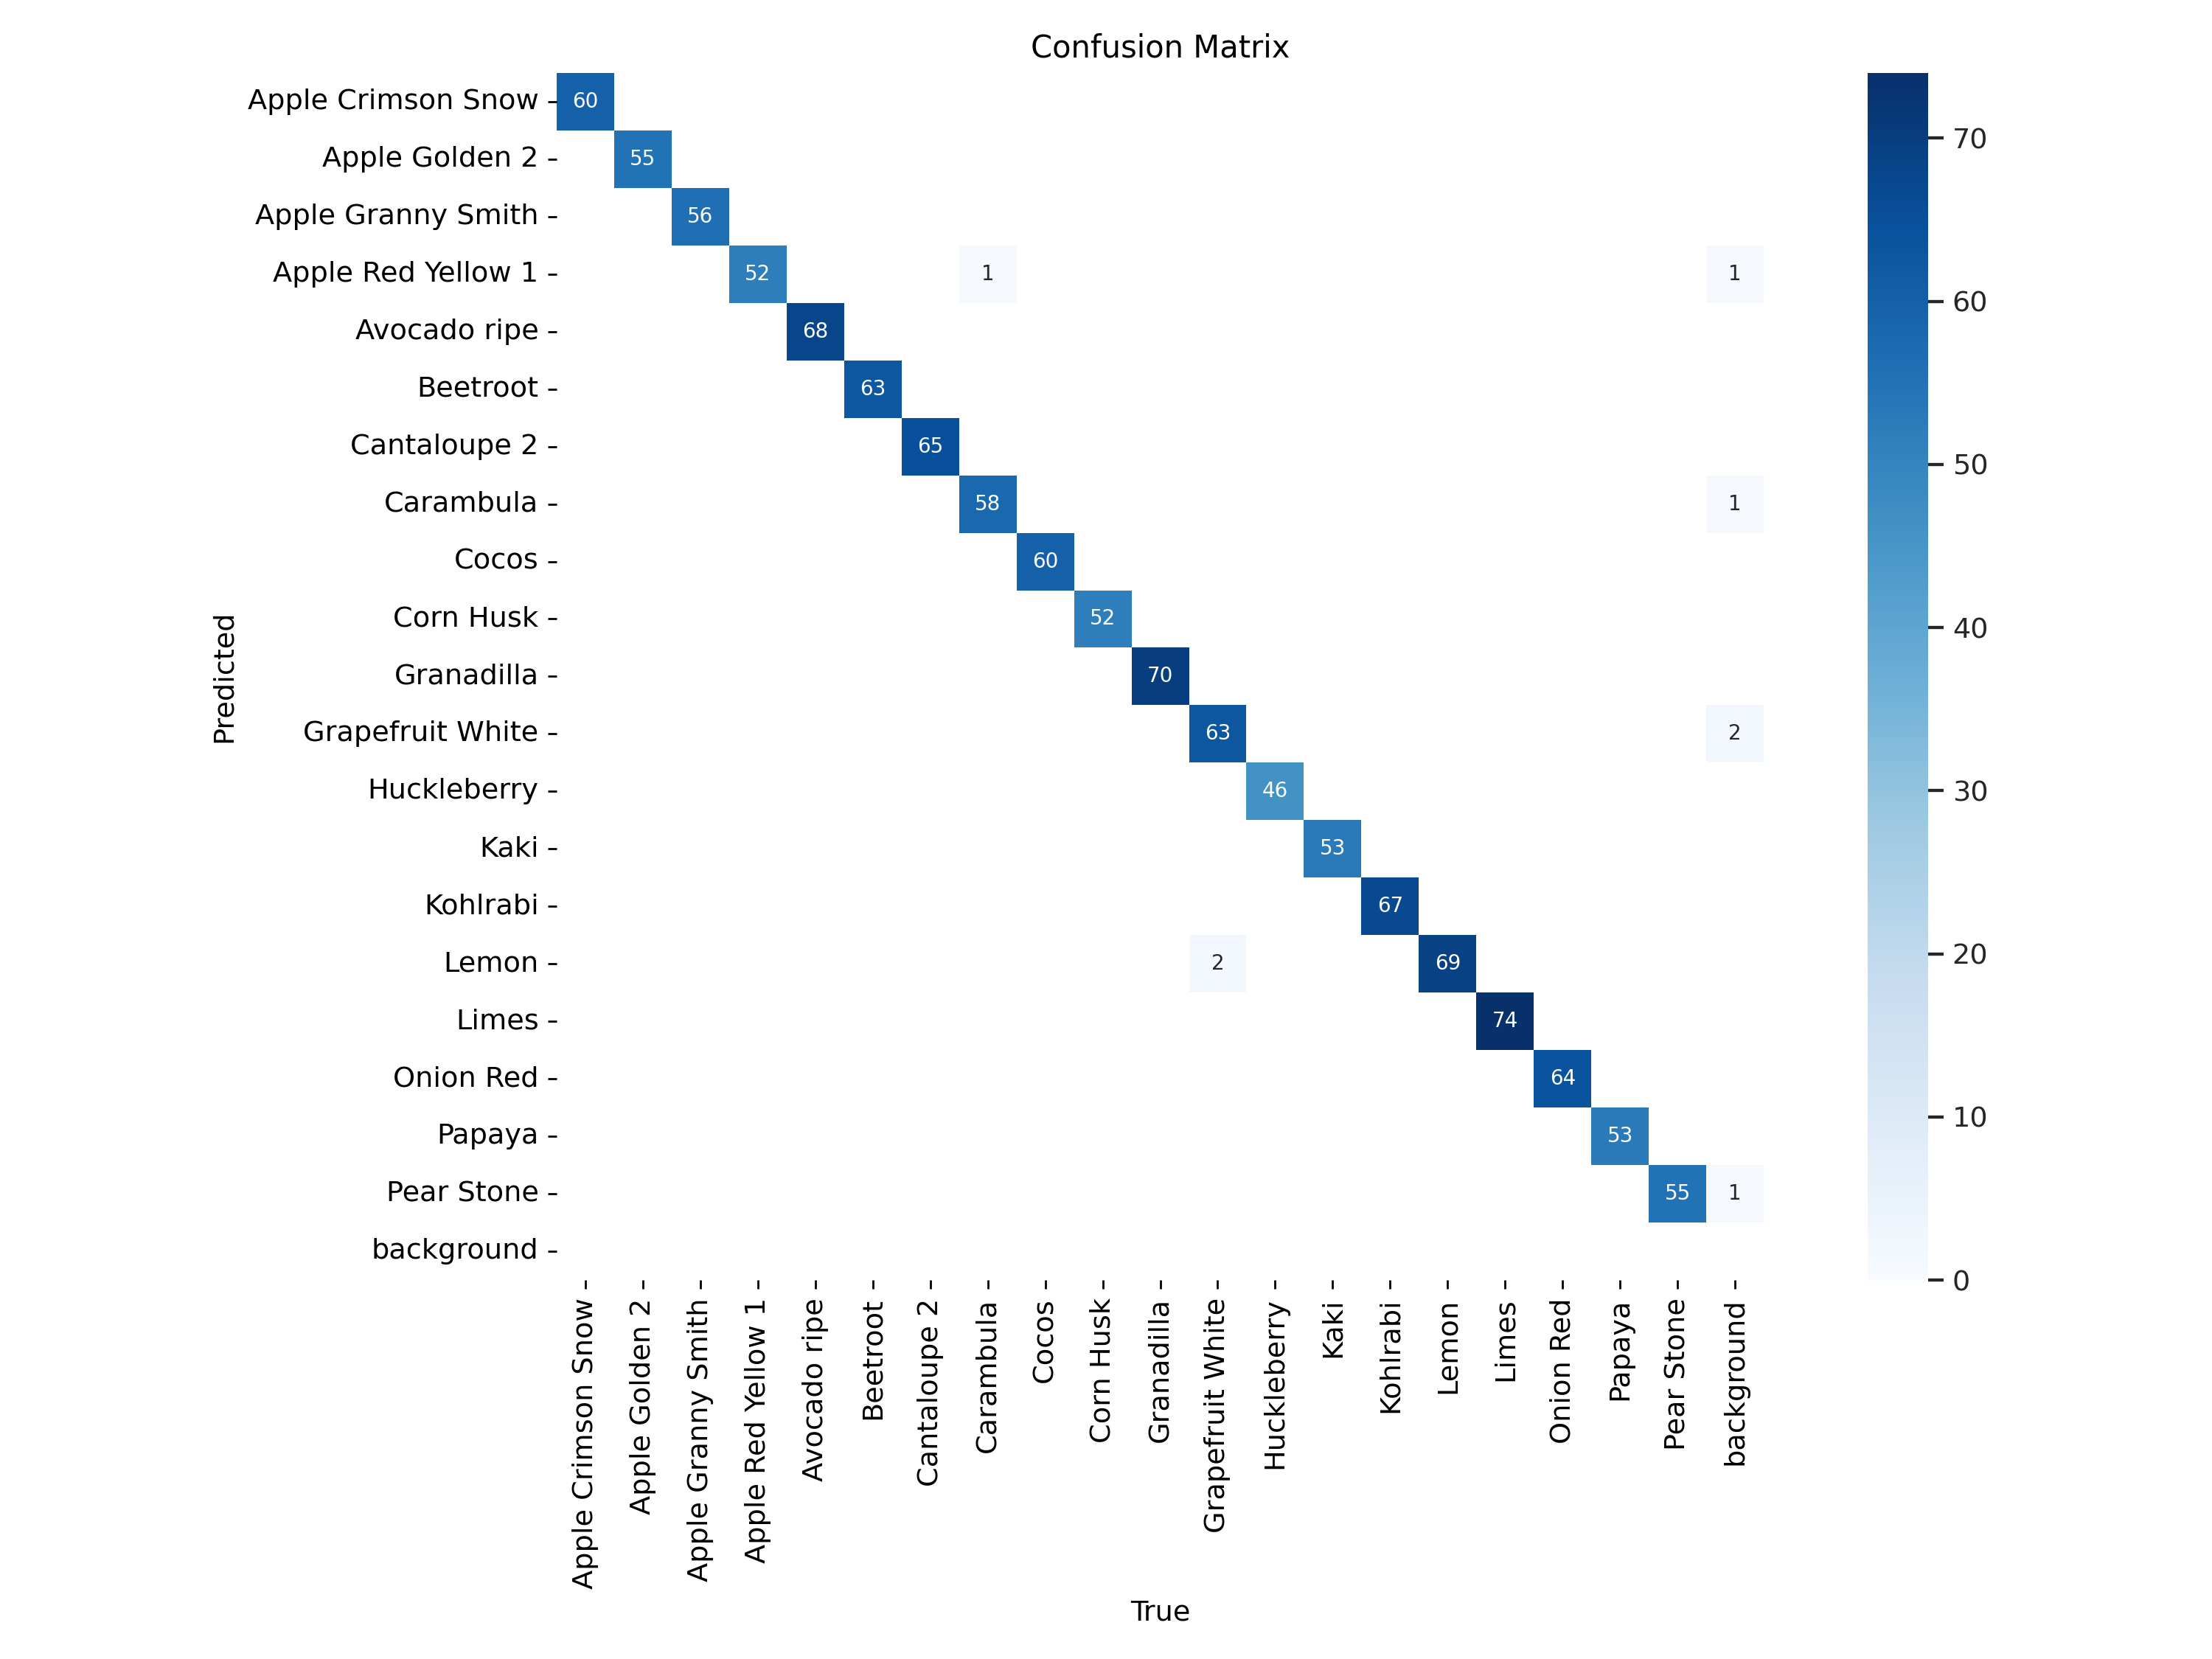 Confusion Matrix
Apple Crimson Snow 60
Apple Golden 2 55
Apple Granny Smith 56
Apple Red Yellow 1 52 1 1
Avocado ripe 68
Beetroot 63
Cantaloupe 2 65
Carambula 58 1
Cocos 60
Corn Husk 52
Granadilla 70
Grapefruit White 63 2
Huckleberry 46
Kaki 53
Kohlrabi 67
Lemon 2 69
Limes 74
Onion Red 64
Papaya 53
Pear Stone 55 1
background
Predicted
Apple Crimson Snow
Apple Golden 2
Apple Granny Smith
Apple Red Yellow 1
Avocado ripe
Beetroot
Cantaloupe 2
Carambula
Cocos
Corn Husk
Granadilla
Grapefruit White
Huckleberry
Kaki
Kohlrabi
Lemon
Limes
Onion Red
Papaya
Pear Stone
background
True
70
60
50
40
30
20
10
0